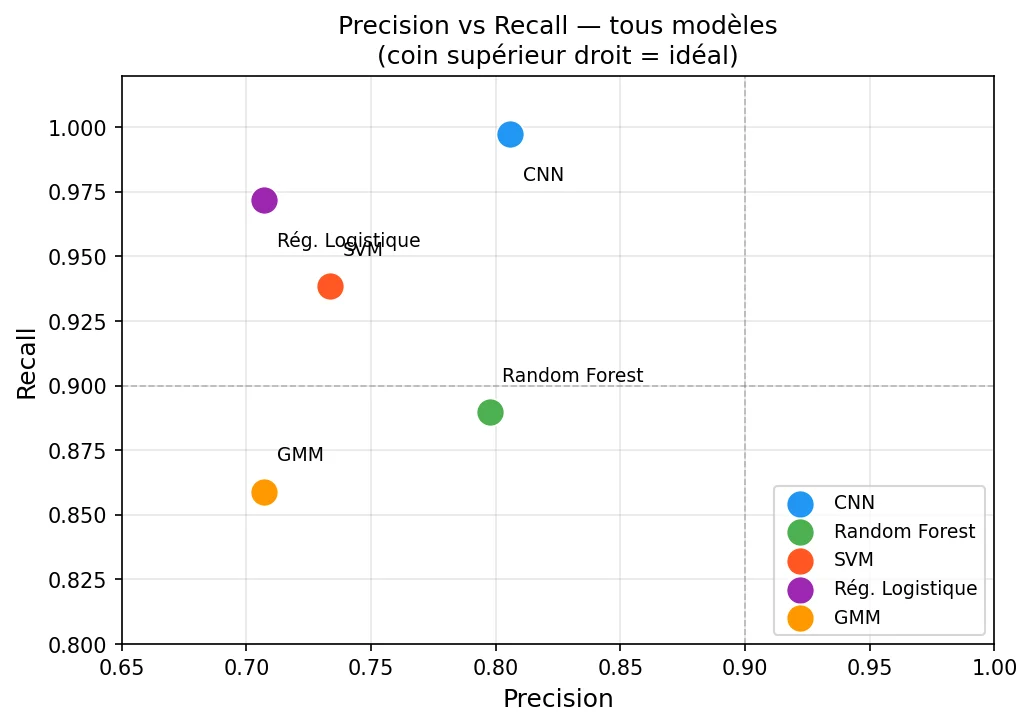 Precision vs Recall — tous modèles
(coin supérieur droit = idéal)
Recall
1.000
0.975
0.950
0.925
0.900
0.875
0.850
0.825
0.800
CNN
Rég. Logistique
SVM
Random Forest
GMM
CNN
Random Forest
SVM
Rég. Logistique
GMM
0.65 0.70 0.75 0.80 0.85 0.90 0.95 1.00
Precision